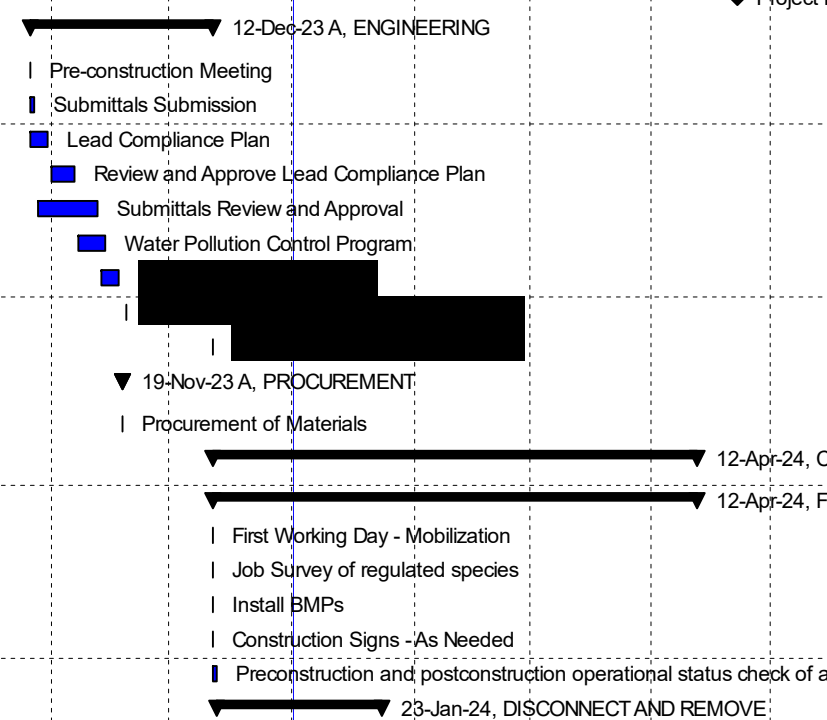 Project
12-Dec-23 A, ENGINEERING
Pre-construction Meeting
Submittals Submission
Lead Compliance Plan
Review and Approve Lead Compliance Plan
Submittals Review and Approval
Water Pollution Control Program
19-Nov-23 A, PROCUREMENT
Procurement of Materials
12-Apr-24, C
12-Apr-24, F
First Working Day - Mobilization
Job Survey of regulated species
Install BMPs
Construction Signs - As Needed
Preconstruction and postconstruction operational status check of a
23-Jan-24, DISCONNECT AND REMOVE